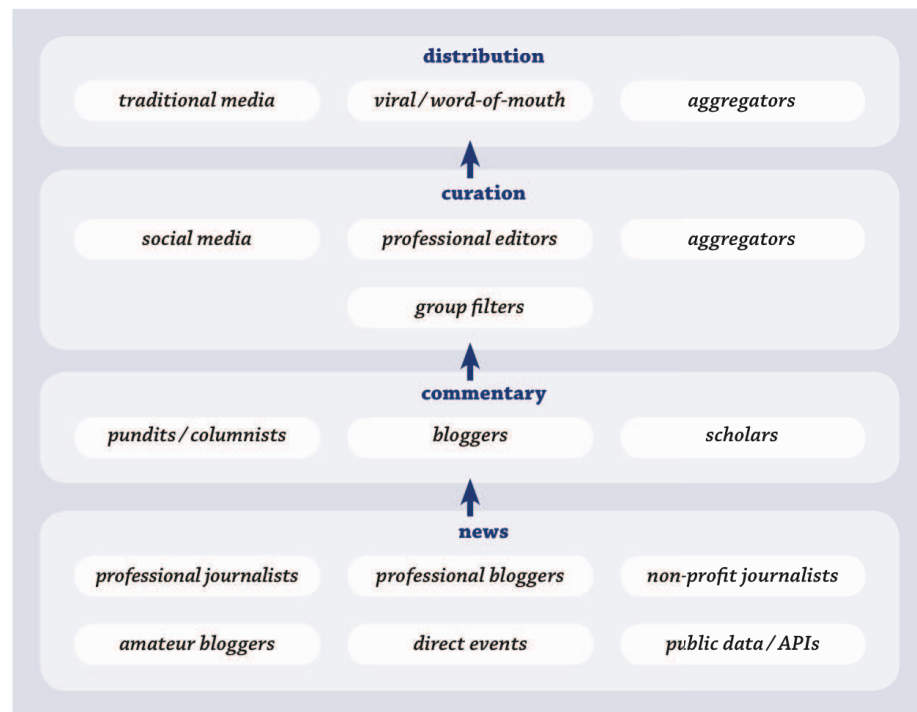 distribution
traditional media
viral / word-of-mouth
aggregators
curation
social media
professional editors
aggregators
group filters
commentary
pundits / columnists
bloggers
scholars
news
professional journalists
professional bloggers
non-profit journalists
amateur bloggers
direct events
public data / APIs